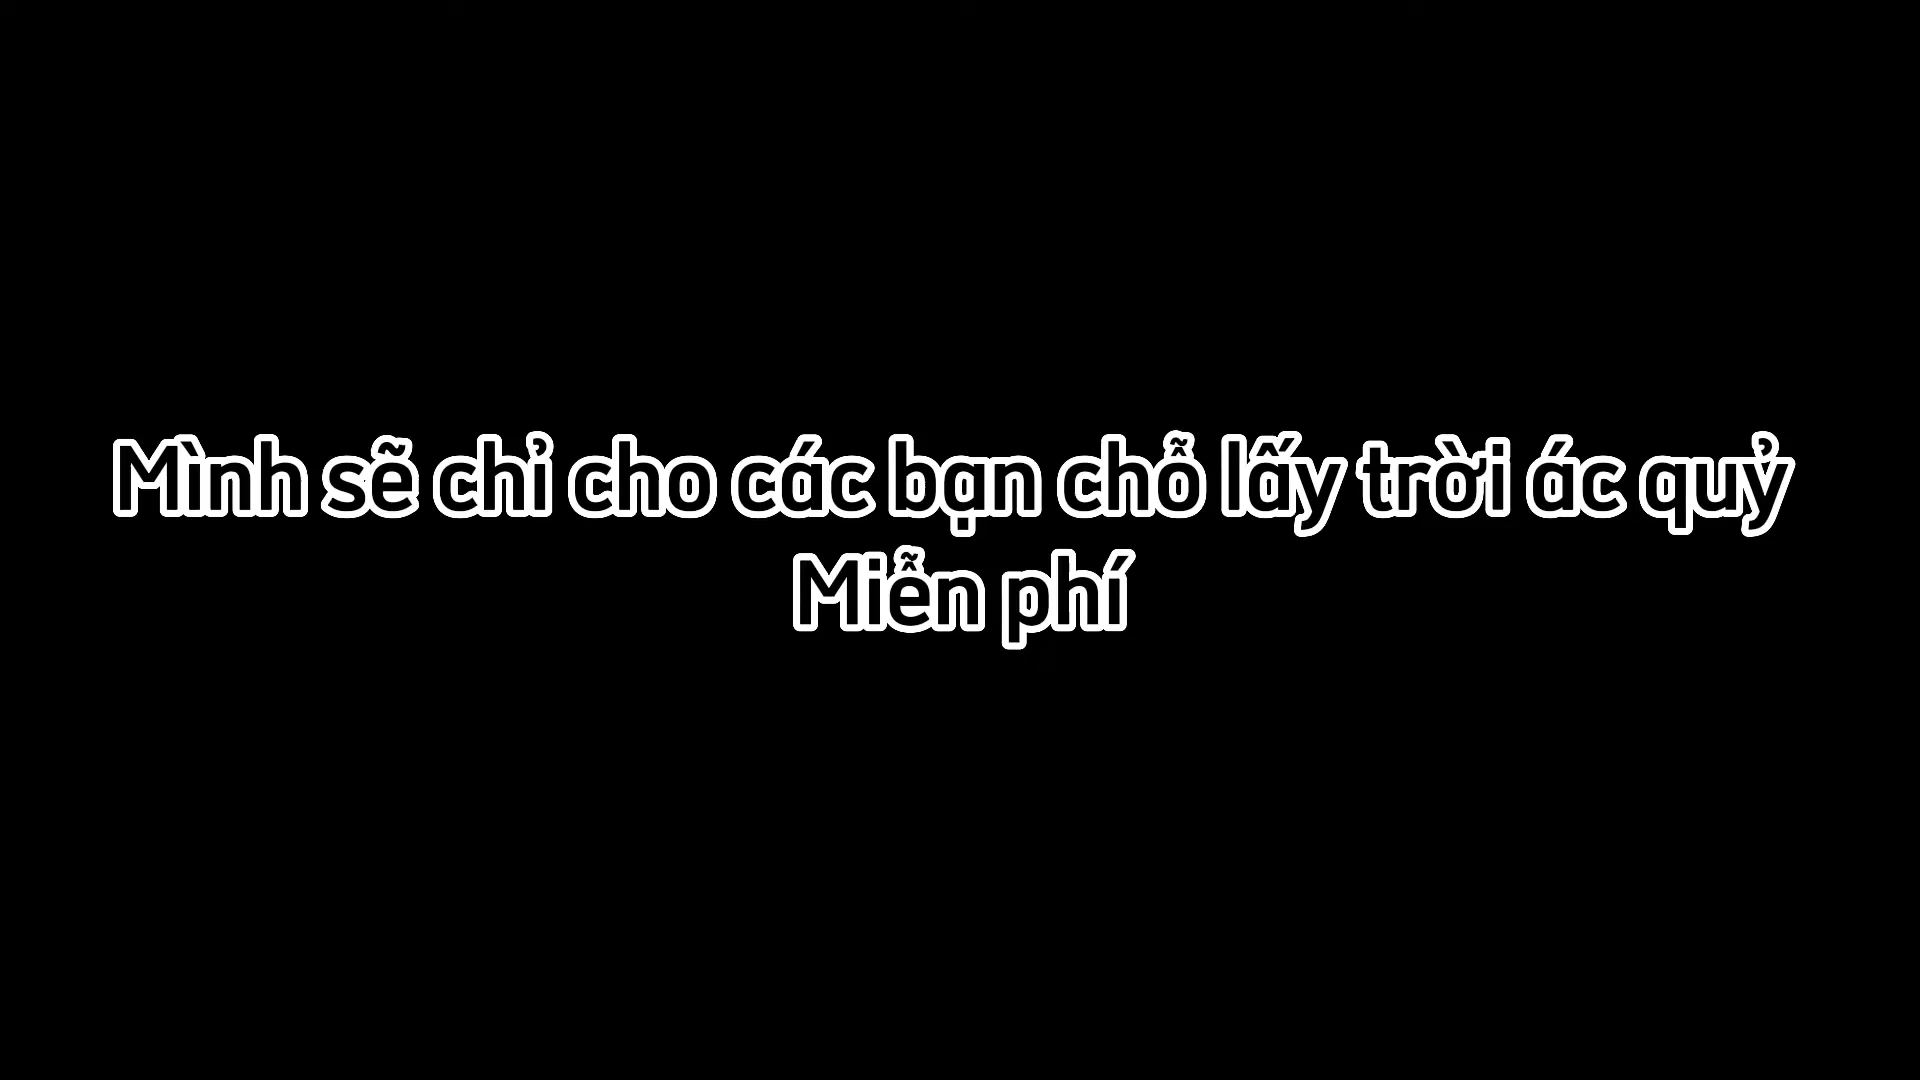 Mình sẽ chỉ cho các bạn chỗ lấy trời ác quỷ
Miễn phí